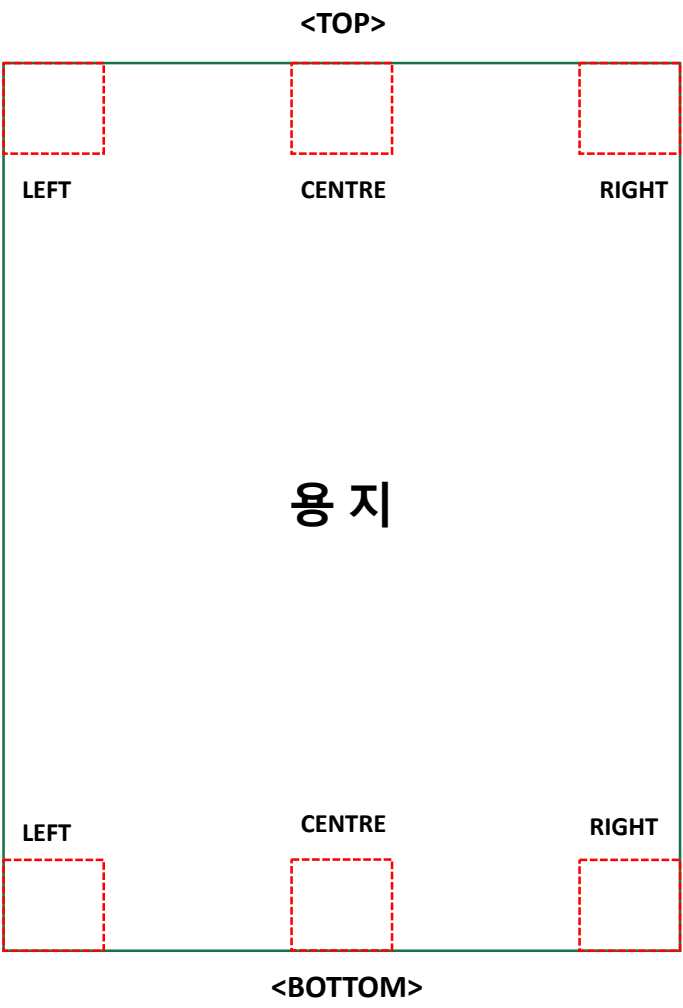 <TOP>
LEFT CENTRE RIGHT
용 지
LEFT CENTRE RIGHT
<BOTTOM>